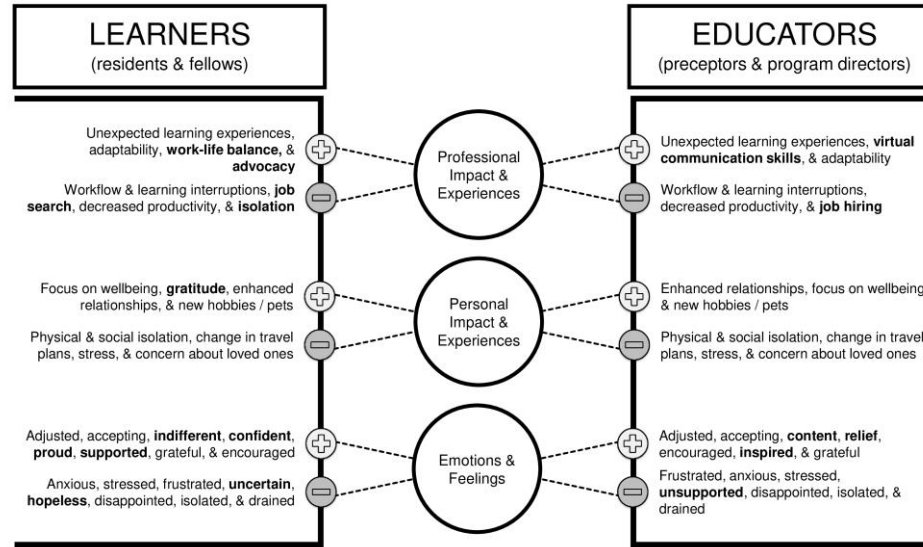 LEARNERS
(residents & fellows)
EDUCATORS
(preceptors & program directors)
Unexpected learning experiences,
adaptability, work-life balance, &
advocacy
Workflow & learning interruptions, job
search, decreased productivity, & isolation
Professional
Impact &
Experiences
Unexpected learning experiences, virtual
communication skills, & adaptability
Workflow & learning interruptions,
decreased productivity, & job hiring
Focus on wellbeing, gratitude, enhanced
relationships, & new hobbies / pets
Physical & social isolation, change in travel
plans, stress, & concern about loved ones
Personal
Impact &
Experiences
Enhanced relationships, focus on wellbeing
& new hobbies / pets
Physical & social isolation, change in travel
plans, stress, & concern about loved ones
Adjusted, accepting, indifferent, confident,
proud, supported, grateful, & encouraged
Anxious, stressed, frustrated, uncertain,
hopeless, disappointed, isolated, & drained
Emotions &
Feelings
Adjusted, accepting, content, relief,
encouraged, inspired, & grateful
Frustrated, anxious, stressed,
unsupported, disappointed, isolated, &
drained